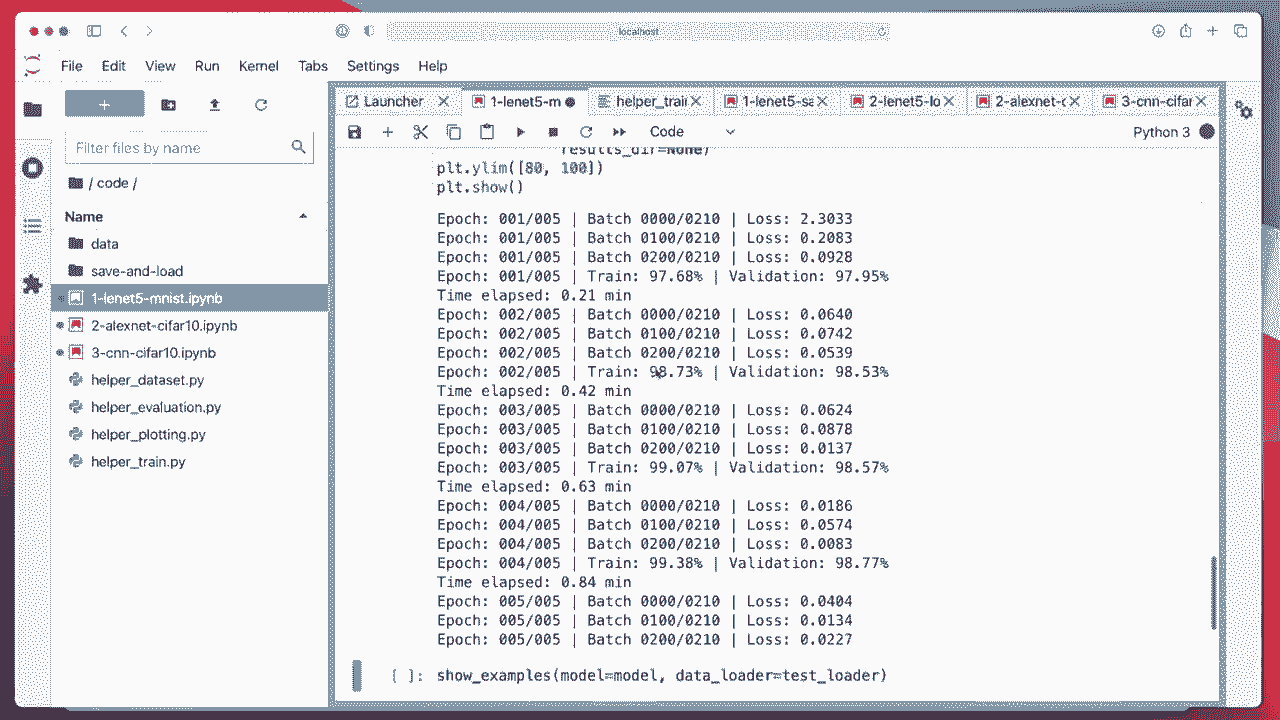 localhost
File Edit View Run Kernel Tabs Settings Help
Launcher 1-lenet5-m helper_train 1-lenet5-sa 2-lenet5-lo 2-alexnet-c 3-cnn-cifar
Code Python 3
Filter files by name
/ code /
Name
data
save-and-load
1-lenet5-mnist.ipynb
2-alexnet-cifar10.ipynb
3-cnn-cifar10.ipynb
helper_dataset.py
helper_evaluation.py
helper_plotting.py
helper_train.py
results_dir=None)
plt.ylim([80, 100])
plt.show()
Epoch: 001/005 | Batch 0000/0210 | Loss: 2.3033
Epoch: 001/005 | Batch 0100/0210 | Loss: 0.2083
Epoch: 001/005 | Batch 0200/0210 | Loss: 0.0928
Epoch: 001/005 | Train: 97.68% | Validation: 97.95%
Time elapsed: 0.21 min
Epoch: 002/005 | Batch 0000/0210 | Loss: 0.0640
Epoch: 002/005 | Batch 0100/0210 | Loss: 0.0742
Epoch: 002/005 | Batch 0200/0210 | Loss: 0.0539
Epoch: 002/005 | Train: 98.73% | Validation: 98.53%
Time elapsed: 0.42 min
Epoch: 003/005 | Batch 0000/0210 | Loss: 0.0624
Epoch: 003/005 | Batch 0100/0210 | Loss: 0.0878
Epoch: 003/005 | Batch 0200/0210 | Loss: 0.0137
Epoch: 003/005 | Train: 99.07% | Validation: 98.57%
Time elapsed: 0.63 min
Epoch: 004/005 | Batch 0000/0210 | Loss: 0.0186
Epoch: 004/005 | Batch 0100/0210 | Loss: 0.0574
Epoch: 004/005 | Batch 0200/0210 | Loss: 0.0083
Epoch: 004/005 | Train: 99.38% | Validation: 98.77%
Time elapsed: 0.84 min
Epoch: 005/005 | Batch 0000/0210 | Loss: 0.0404
Epoch: 005/005 | Batch 0100/0210 | Loss: 0.0134
Epoch: 005/005 | Batch 0200/0210 | Loss: 0.0227
[ ]: show_examples(model=model, data_loader=test_loader)